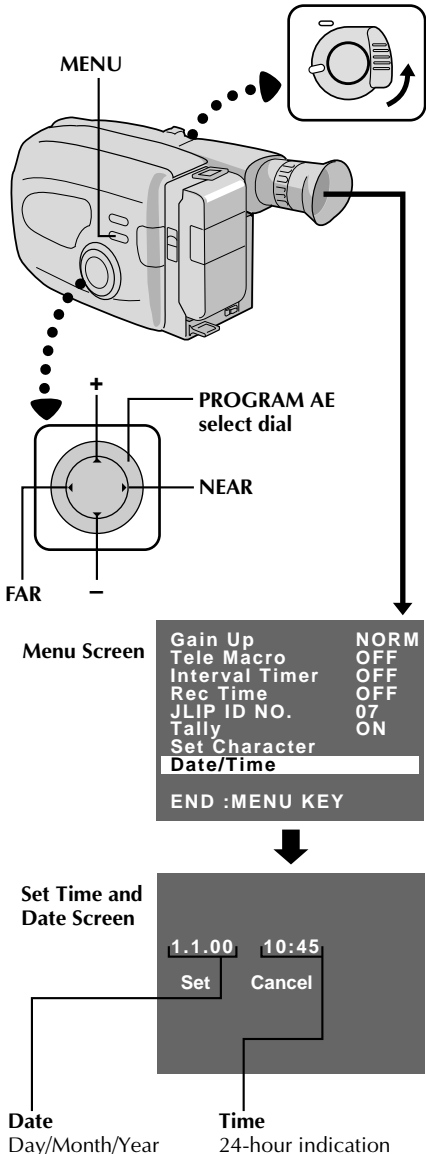 MENU
+
PROGRAM AE
select dial
NEAR
FAR
–
Menu Screen
Gain Up NORM
Tele Macro OFF
Interval Timer OFF
Rec Time OFF
JLIP ID NO. 07
Tally ON
Set Character
Date/Time
END :MENU KEY
Set Time and
Date Screen
1.1.00 10:45
Set Cancel
Date
Day/Month/Year
Time
24-hour indication